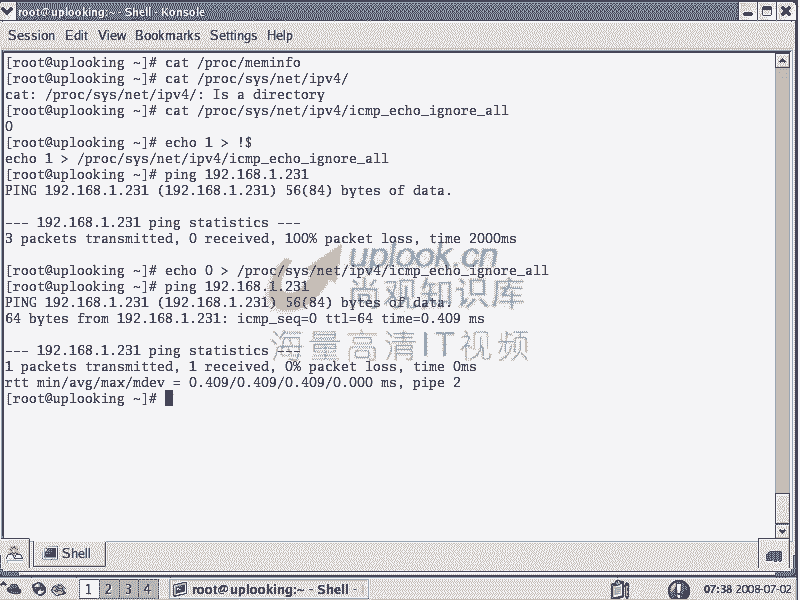 root@uplooking:~ - Shell - Konsole
Session Edit View Bookmarks Settings Help
[root@uplooking ~]# cat /proc/meminfo
[root@uplooking ~]# cat /proc/sys/net/ipv4/
cat: /proc/sys/net/ipv4/: Is a directory
[root@uplooking ~]# cat /proc/sys/net/ipv4/icmp_echo_ignore_all
0
[root@uplooking ~]# echo 1 > !$
echo 1 > /proc/sys/net/ipv4/icmp_echo_ignore_all
[root@uplooking ~]# ping 192.168.1.231
PING 192.168.1.231 (192.168.1.231) 56(84) bytes of data.
--- 192.168.1.231 ping statistics ---
3 packets transmitted, 0 received, 100% packet loss, time 2000ms
uplook.cn
[root@uplooking ~]# echo 0 > /proc/sys/net/ipv4/icmp_echo_ignore_all
[root@uplooking ~]# ping 192.168.1.231
尚观知识库
PING 192.168.1.231 (192.168.1.231) 56(84) bytes of data.
64 bytes from 192.168.1.231: icmp_seq=0 ttl=64 time=0.409 ms
海量高清IT视频
--- 192.168.1.231 ping statistics ---
1 packets transmitted, 1 received, 0% packet loss, time 0ms
rtt min/avg/max/mdev = 0.409/0.409/0.409/0.000 ms, pipe 2
[root@uplooking ~]#
Shell
1 2 3 4 root@uplooking:~ - Shell - 07:38 2008-07-02